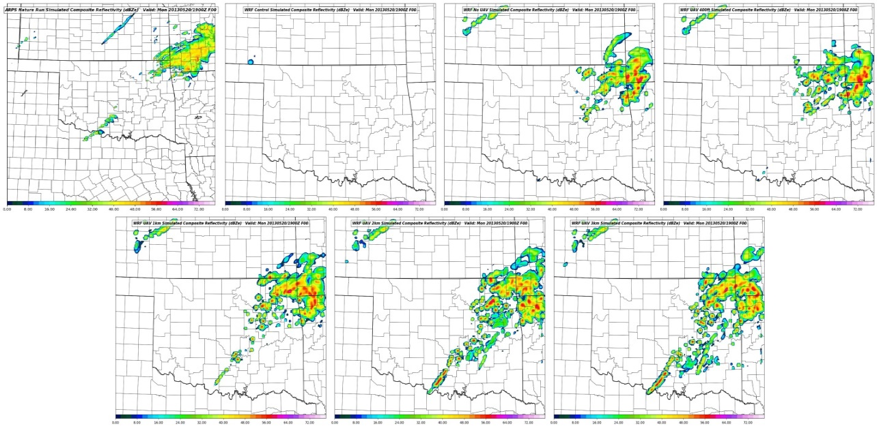 ARPS Nature Run Simulated Composite Reflectivity (dBZe) Valid: Mon 20130520/1900Z F00
WRF Control Simulated Composite Reflectivity (dBZe) Valid: Mon 20130520/1900Z F00
WRF No UAV Simulated Composite Reflectivity (dBZe) Valid: Mon 20130520/1900Z F00
WRF UAV 400m Simulated Composite Reflectivity (dBZe) Valid: Mon 20130520/1900Z F00
0.00 8.00 16.00 24.00 32.00 40.00 48.00 56.00 64.00 72.00
0.00 8.00 16.00 24.00 32.00 40.00 48.00 56.00 64.00 72.00
0.00 8.00 16.00 24.00 32.00 40.00 48.00 56.00 64.00 72.00
0.00 8.00 16.00 24.00 32.00 40.00 48.00 56.00 64.00 72.00
WRF UAV 1km Simulated Composite Reflectivity (dBZe) Valid: Mon 20130520/1900Z F00
WRF UAV 2km Simulated Composite Reflectivity (dBZe) Valid: Mon 20130520/1900Z F00
WRF UAV 3km Simulated Composite Reflectivity (dBZe) Valid: Mon 20130520/1900Z F00
0.00 8.00 16.00 24.00 32.00 40.00 48.00 56.00 64.00 72.00
0.00 8.00 16.00 24.00 32.00 40.00 48.00 56.00 64.00 72.00
0.00 8.00 16.00 24.00 32.00 40.00 48.00 56.00 64.00 72.00